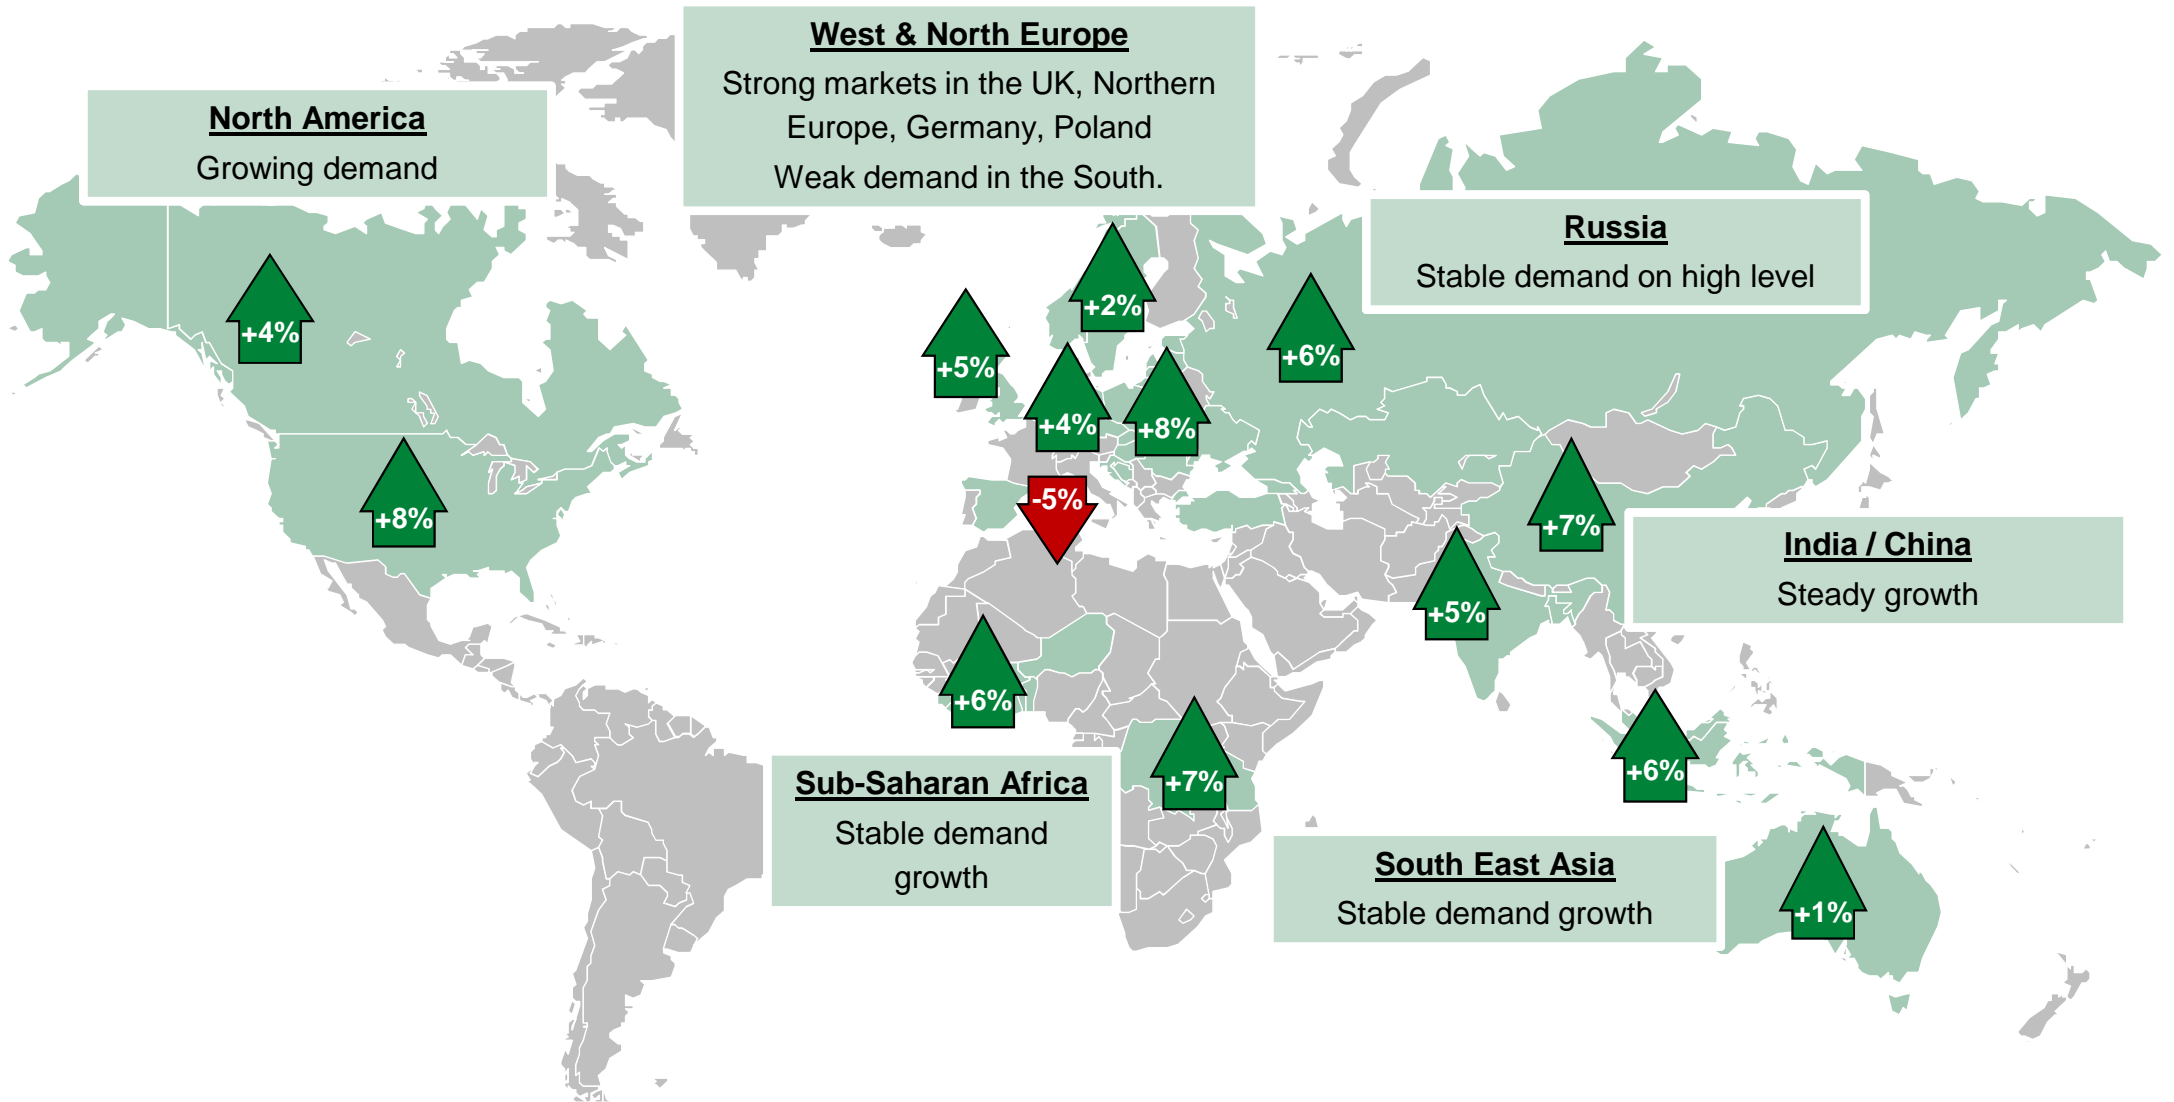 West & North Europe
Strong markets in the UK, Northern
Europe, Germany, Poland
Weak demand in the South.
North America
Growing demand
Russia
Stable demand on high level
+2%
+4%
+5%
+6%
+4%
+8%
+8%
-5%
+7%
India / China
Steady growth
+5%
+6%
+7%
+6%
Sub-Saharan Africa
Stable demand
growth
South East Asia
Stable demand growth
+1%